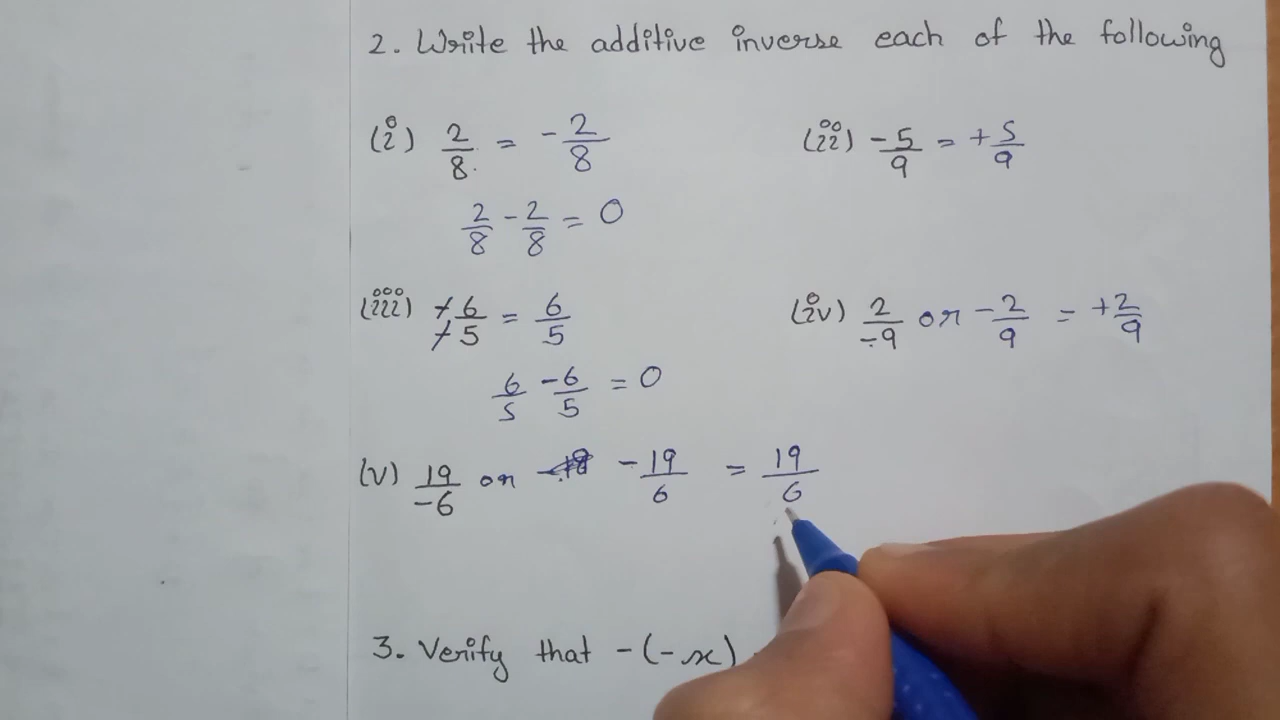 2. Write the additive inverse each of the following
(i) 2/8 = -2/8 (ii) -5/9 = +5/9
2/8 - 2/8 = 0
(iii) -6/-5 = 6/5 (iv) 2/-9 or -2/9 = +2/9
6/5 -6/5 = 0
(v) 19/-6 or -19/6 = 19/6
3. Verify that -(-x)